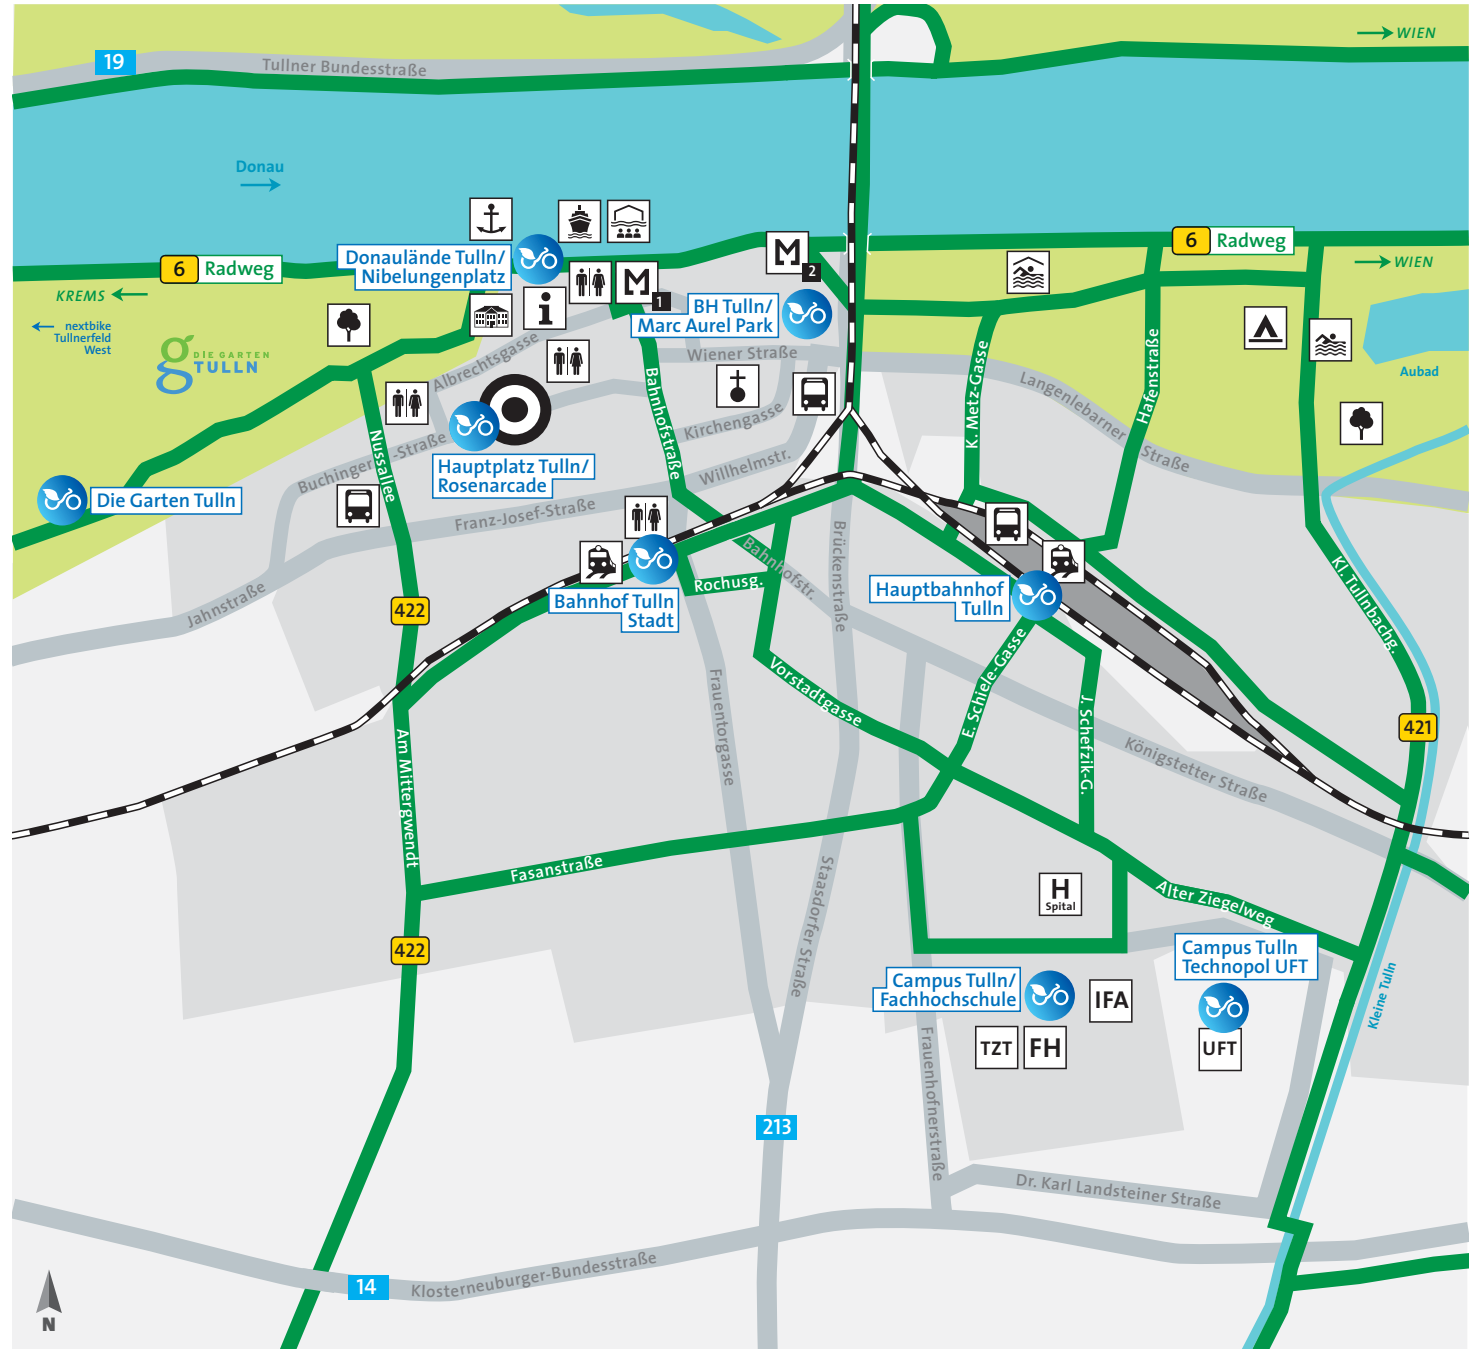 WIEN
19
Tullner Bundesstraße
Donau
6
Radweg
Donaulände Tulln/
Nibelungenplatz
M
2
6
Radweg
WIEN
KREMS
nextbike
Tullnerfeld
West
g
DIE GARTEN
TULLN
i
M
1
BH Tulln/
Marc Aurel Park
Wiener Straße
Albrechtsgasse
Bahnhofstraße
Kirchengasse
Willhelmstr.
K. Metz-Gasse
Hafenstraße
Langenlebarner
Straße
Aubad
Buchinger
-Straße
Nussallee
Hauptplatz Tulln/
Rosenarcade
Die Garten Tulln
Franz-Josef-Straße
Brückenstraße
Bahnhofstr.
Rochusg.
Jahnstraße
422
Bahnhof Tulln
Stadt
Hauptbahnhof
Tulln
Kl. Tullnbachg.
Frauentorgasse
Vorstadtgasse
E. Schiele-Gasse
J. Schefzik-G.
421
Königstetter Straße
Am Mittergwendt
Fasanstraße
Staasdorfer Straße
H
Spital
Alter Ziegelweg
422
Campus Tulln
Technopol UFT
Campus Tulln/
Fachhochschule
IFA
TZT
FH
UFT
Kleine Tulln
Frauenhofnerstraße
213
Dr. Karl Landsteiner Straße
14
Klosterneuburger-Bundesstraße
N